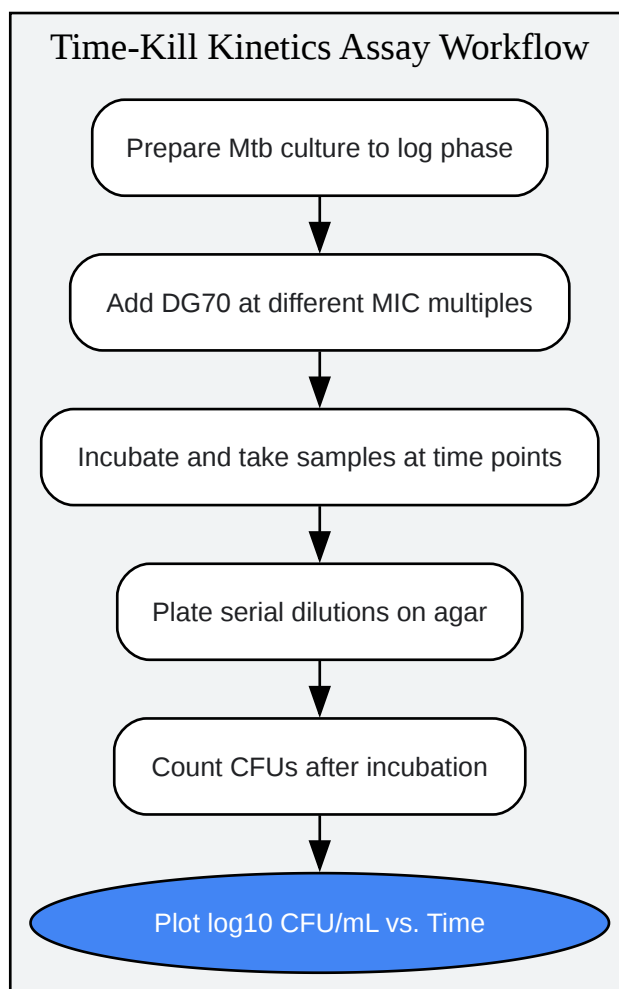 Time-Kill Kinetics Assay Workflow
Prepare Mtb culture to log phase
Add DG70 at different MIC multiples
Incubate and take samples at time points
Plate serial dilutions on agar
Count CFUs after incubation
Plot log10 CFU/mL vs. Time